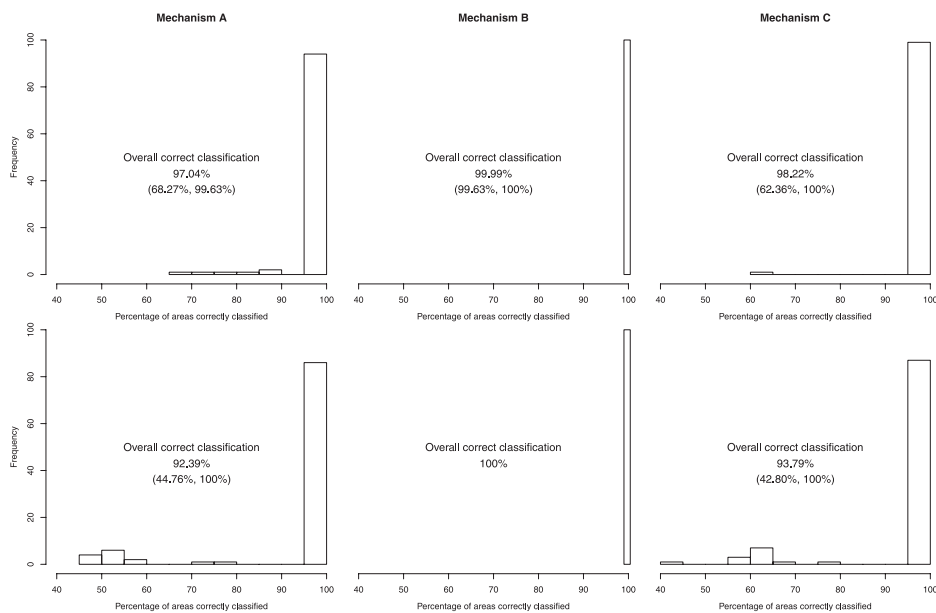 Mechanism A
Mechanism B
Mechanism C
Frequency
100
80
60
40
20
0
Overall correct classification
97.04%
(68.27%, 99.63%)
Overall correct classification
99.99%
(99.63%, 100%)
Overall correct classification
98.22%
(62.36%, 100%)
40 50 60 70 80 90 100
40 50 60 70 80 90 100
40 50 60 70 80 90 100
Percentage of areas correctly classified
Percentage of areas correctly classified
Percentage of areas correctly classified
Frequency
100
80
60
40
20
0
Overall correct classification
92.39%
(44.76%, 100%)
Overall correct classification
100%
Overall correct classification
93.79%
(42.80%, 100%)
40 50 60 70 80 90 100
40 50 60 70 80 90 100
40 50 60 70 80 90 100
Percentage of areas correctly classified
Percentage of areas correctly classified
Percentage of areas correctly classified